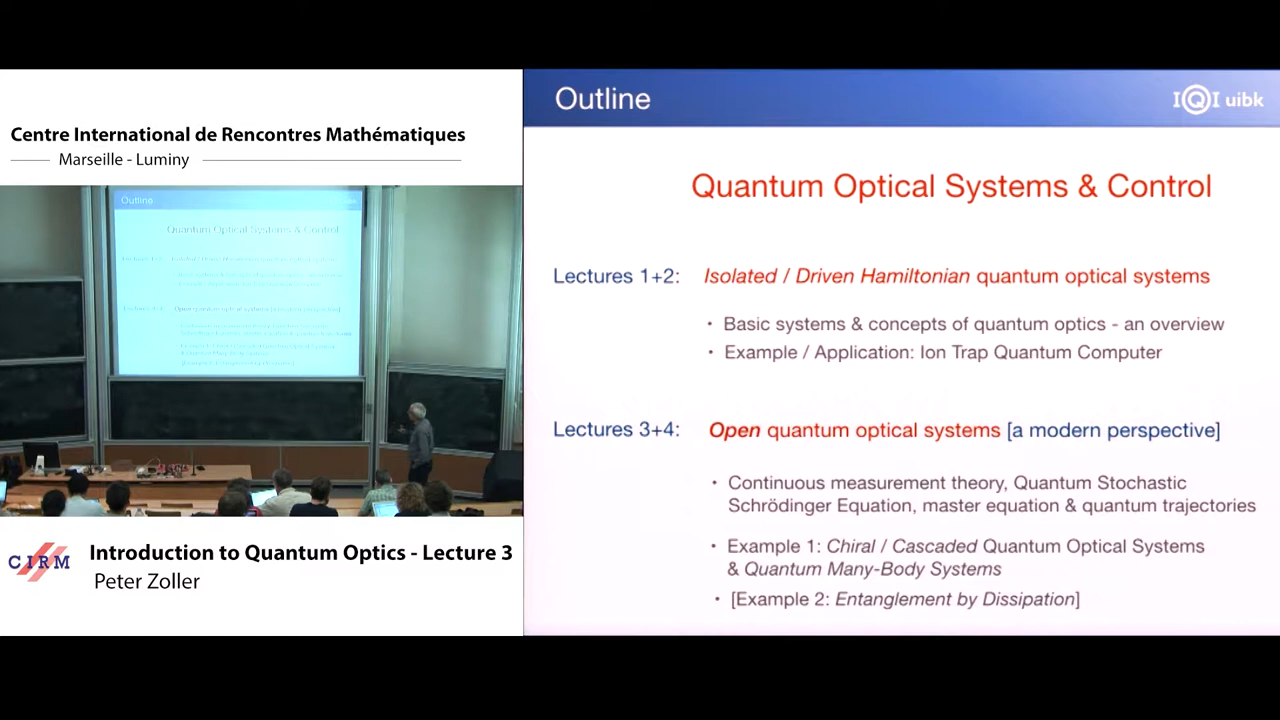 Centre International de Rencontres Mathématiques
Marseille - Luminy
Outline
Quantum Optical Systems & Control
CIRM
Introduction to Quantum Optics - Lecture 3
Peter Zoller
Outline
IQI uibk
Quantum Optical Systems & Control
Lectures 1+2: Isolated / Driven Hamiltonian quantum optical systems
· Basic systems & concepts of quantum optics - an overview
· Example / Application: Ion Trap Quantum Computer
Lectures 3+4: Open quantum optical systems [a modern perspective]
· Continuous measurement theory, Quantum Stochastic
Schrödinger Equation, master equation & quantum trajectories
· Example 1: Chiral / Cascaded Quantum Optical Systems
& Quantum Many-Body Systems
· [Example 2: Entanglement by Dissipation]